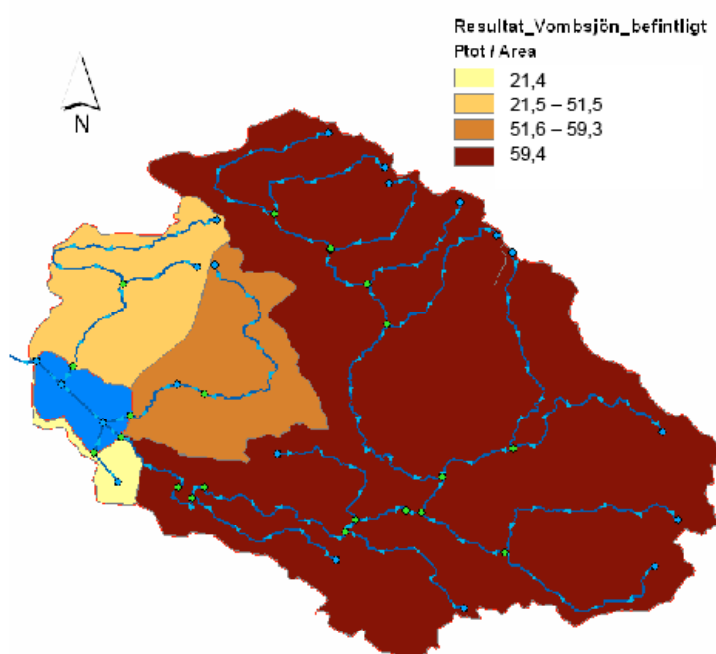 Resultat_Vombsjön_befintligt
Ptot / Area
21,4
21,5 – 51,5
51,6 – 59,3
59,4
N